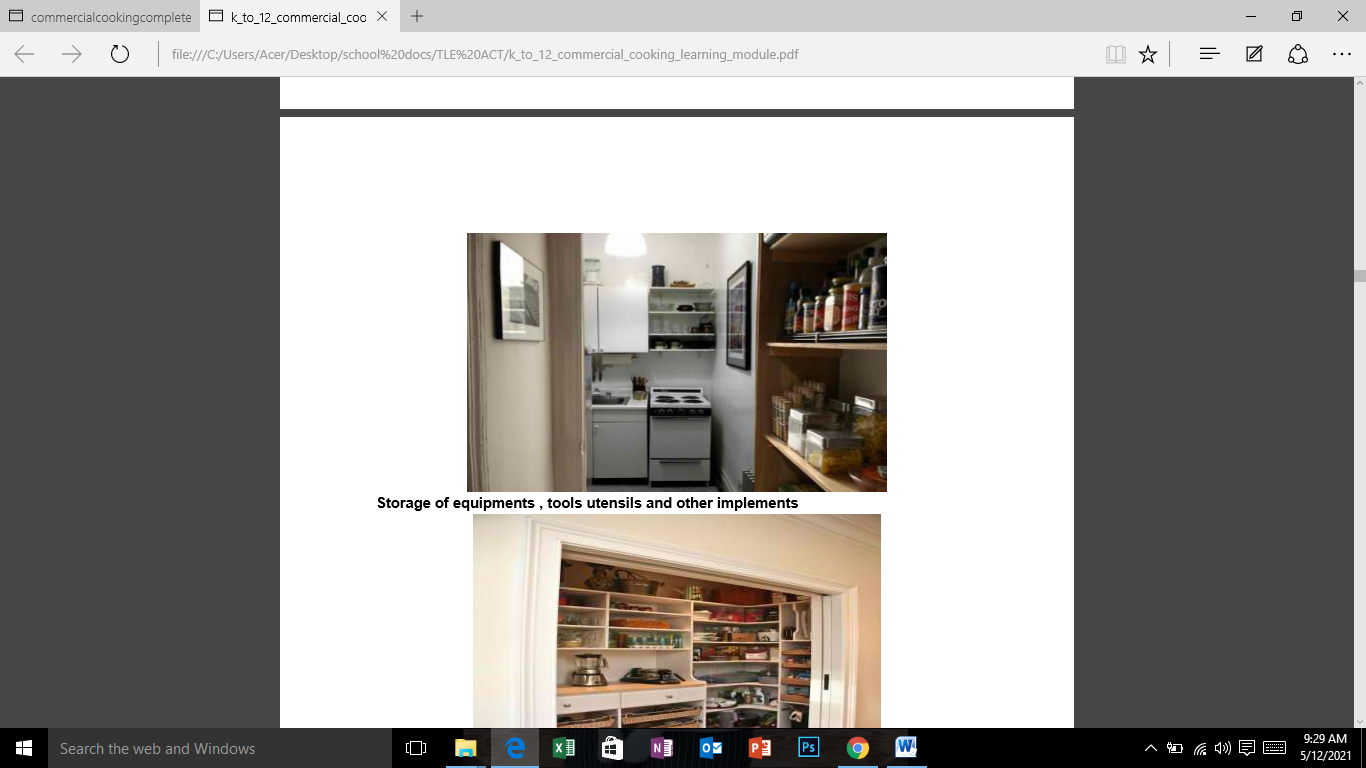 commercialcookingcomplete
k_to_12_commercial_coo
file:///C:/Users/Acer/Desktop/school%20docs/TLE%20ACT/k_to_12_commercial_cooking_learning_module.pdf
Storage of equipments , tools utensils and other implements
Search the web and Windows
9:29 AM
5/12/2021